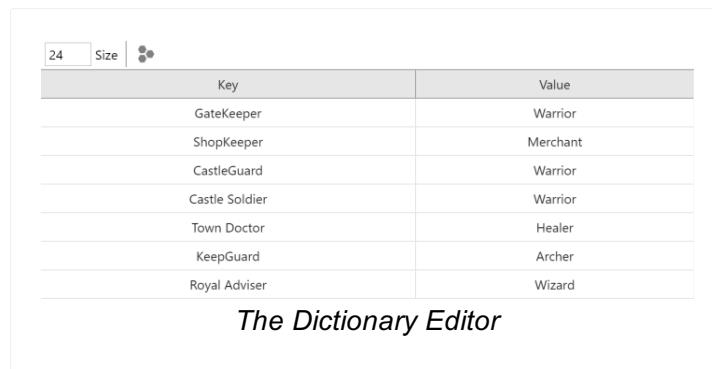 24 Size
Key Value
GateKeeper Warrior
ShopKeeper Merchant
CastleGuard Warrior
Castle Soldier Warrior
Town Doctor Healer
KeepGuard Archer
Royal Adviser Wizard
The Dictionary Editor